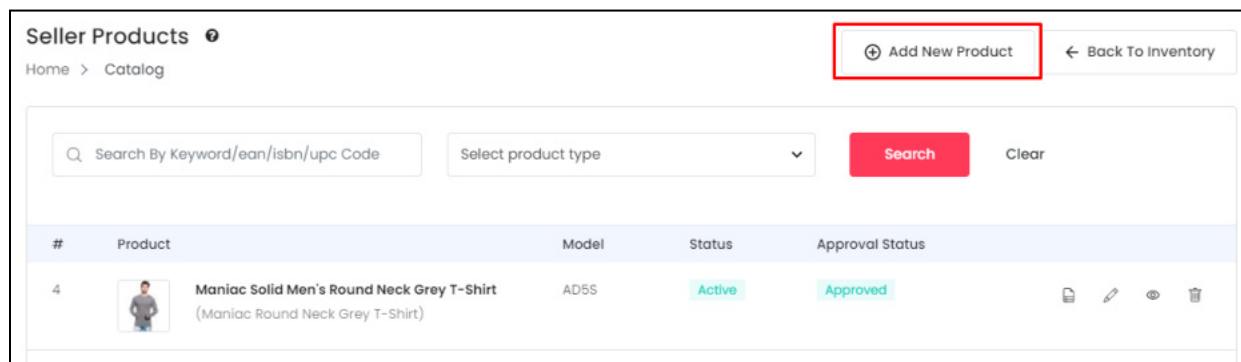 Seller Products
Add New Product
Back To Inventory
Home > Catalog
Search By Keyword/ean/isbn/upc Code
Select product type
Search
Clear
# Product Model Status Approval Status
4 Maniac Solid Men's Round Neck Grey T-Shirt AD5S Active Approved
(Maniac Round Neck Grey T-Shirt)